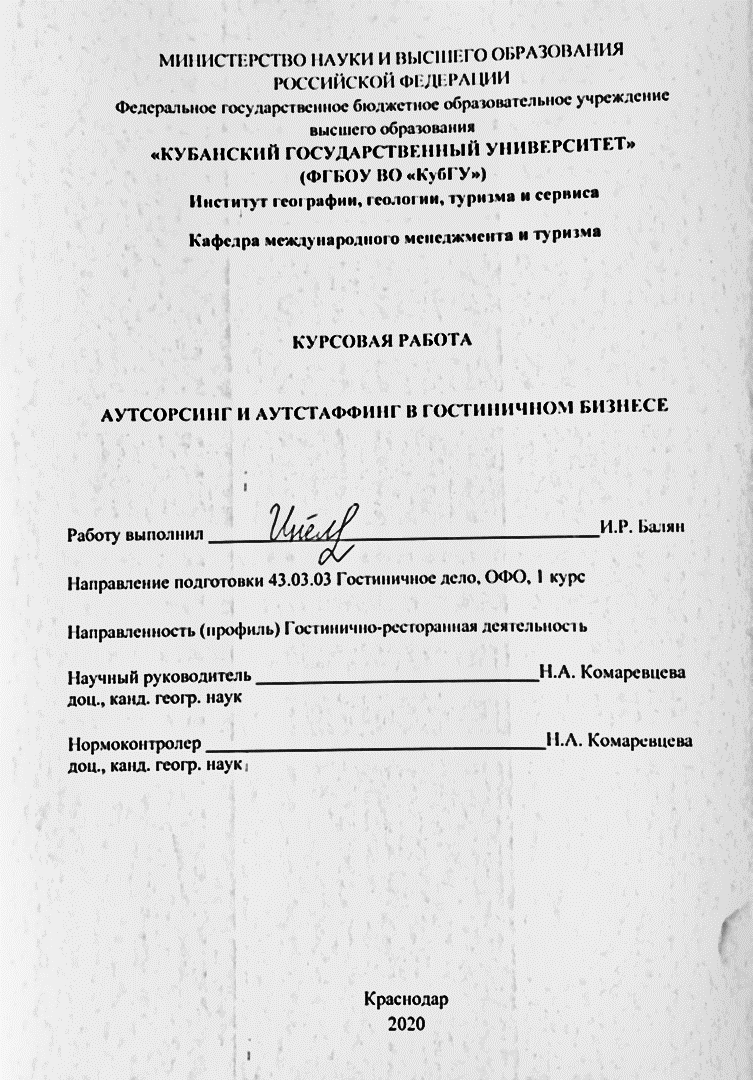 МИНИСТЕРСТВО НАУКИ И ВЫСШЕГО ОБРАЗОВАНИЯ
РОССИЙСКОЙ ФЕДЕРАЦИИ
Федеральное государственное бюджетное образовательное учреждение
высшего образования
«КУБАНСКИЙ ГОСУДАРСТВЕННЫЙ УНИВЕРСИТЕТ»
(ФГБОУ ВО «КубГУ»)
Институт географии, геологии, туризма и сервиса
Кафедра международного менеджмента и туризма
КУРСОВАЯ РАБОТА
АУТСОРСИНГ И АУТСТАФФИНГ В ГОСТИНИЧНОМ БИЗНЕСЕ
Работу выполнил И.Р. Балян
Направление подготовки 43.03.03 Гостиничное дело, ОФО, 1 курс
Направленность (профиль) Гостинично-ресторанная деятельность
Научный руководитель Н.А. Комаревцева
доц., канд. геогр. наук
Нормоконтролер Н.А. Комаревцева
доц., канд. геогр. наук
Краснодар
2020